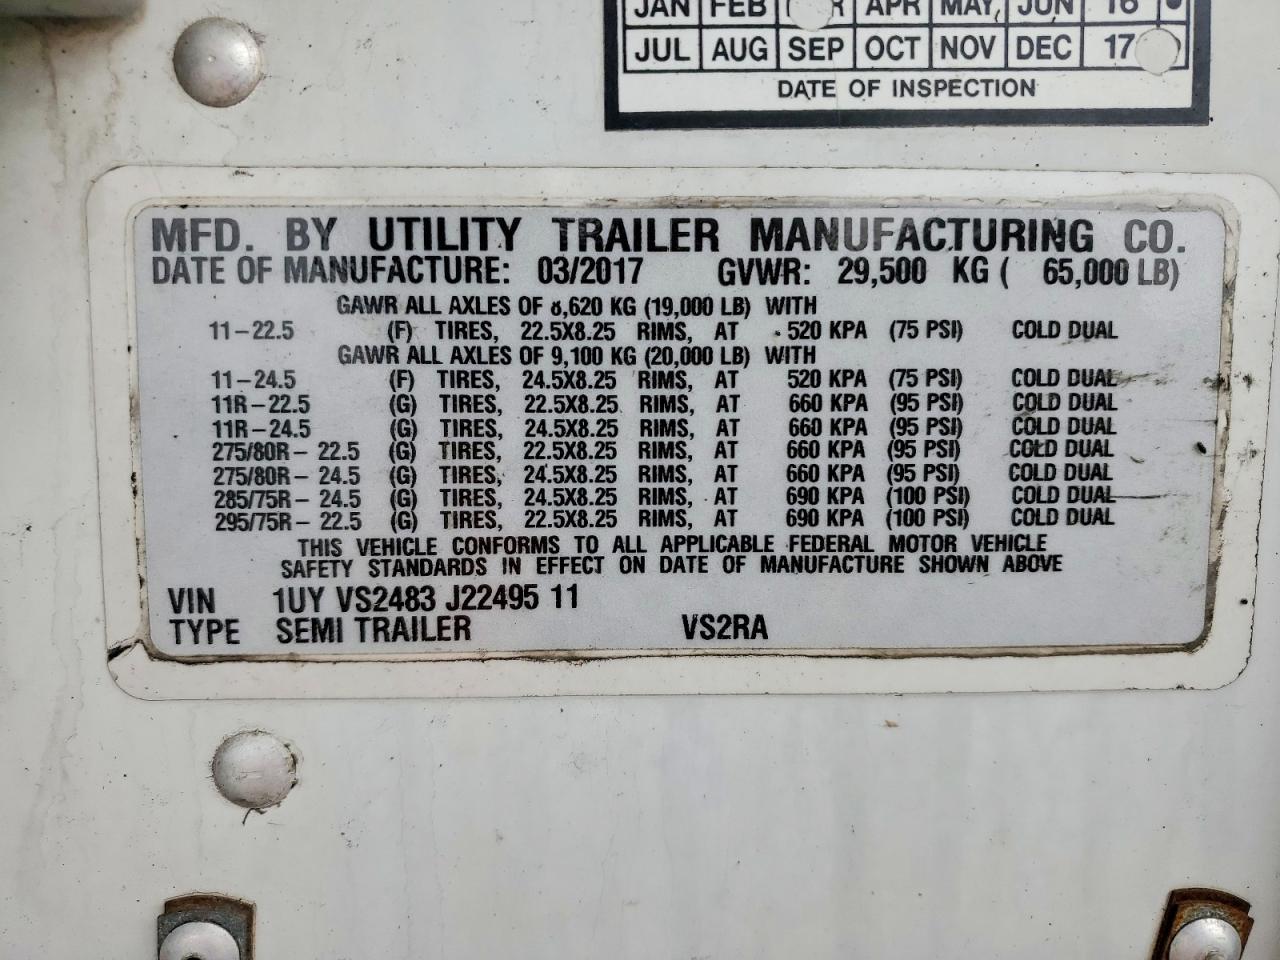 JAN FEB APR MAY JUN 16
JUL AUG SEP OCT NOV DEC 17
DATE OF INSPECTION
MFD. BY UTILITY TRAILER MANUFACTURING CO.
DATE OF MANUFACTURE: 03/2017 GVWR: 29,500 KG ( 65,000 LB)
GAWR ALL AXLES OF 8,620 KG (19,000 LB) WITH
11-22.5 (F) TIRES, 22.5X8.25 RIMS, AT 520 KPA (75 PSI) COLD DUAL
GAWR ALL AXLES OF 9,100 KG (20,000 LB) WITH
11-24.5 (F) TIRES, 24.5X8.25 RIMS, AT 520 KPA (75 PSI) COLD DUAL
11R-22.5 (G) TIRES, 22.5X8.25 RIMS, AT 660 KPA (95 PSI) COLD DUAL
11R-24.5 (G) TIRES, 24.5X8.25 RIMS, AT 660 KPA (95 PSI) COLD DUAL
275/80R- 22.5 (G) TIRES, 22.5X8.25 RIMS, AT 660 KPA (95 PSI) COLD DUAL
275/80R- 24.5 (G) TIRES, 24.5X8.25 RIMS, AT 660 KPA (95 PSI) COLD DUAL
285/75R- 24.5 (G) TIRES, 24.5X8.25 RIMS, AT 690 KPA (100 PSI) COLD DUAL
295/75R- 22.5 (G) TIRES, 22.5X8.25 RIMS, AT 690 KPA (100 PSI) COLD DUAL
THIS VEHICLE CONFORMS TO ALL APPLICABLE FEDERAL MOTOR VEHICLE
SAFETY STANDARDS IN EFFECT ON DATE OF MANUFACTURE SHOWN ABOVE
VIN 1UY VS2483 J22495 11
TYPE SEMI TRAILER VS2RA